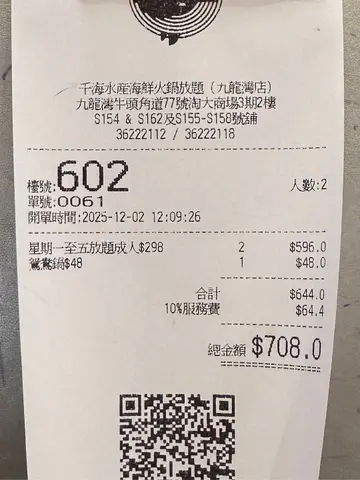 千海水産海鮮火鍋放題（九龍灣店）
九龍灣牛頭角道77號淘大商場3期2樓
S154 & S162及S155-S158號舖
36222112 / 36222118
檯號:602
人數:2
單號:0061
開單時間:2025-12-02 12:09:26
星期一至五放題成人$298 2 $596.0
鴛鴦鍋$48 1 $48.0
合計 $644.0
10%服務費 $64.4
總金額 $708.0